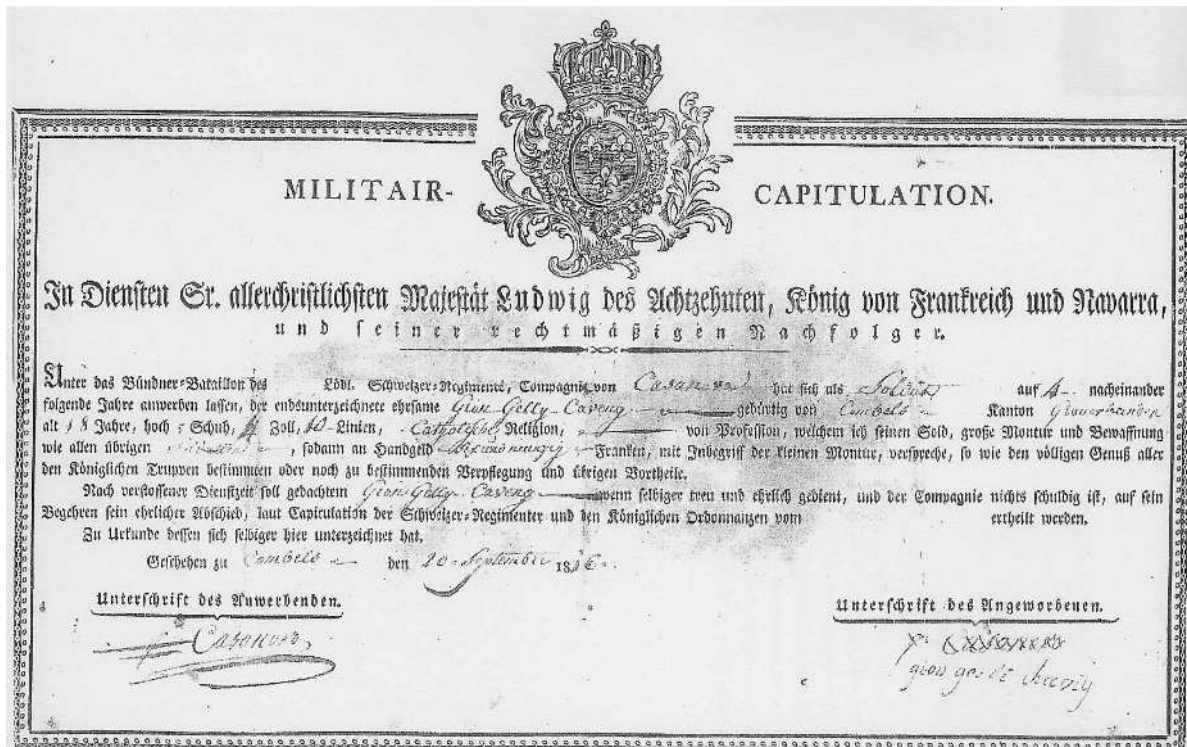 MILITAIR- CAPITULATION.
In Diensten Sr. allerchristlichsten Majestät Ludwig des Achtzehnten, König von Frankreich und Navarra,
und seiner rechtmäßigen Nachfolger.
Unter das Bündner-Bataillon des Löbl. Schweizer-Regiments, Compagnie von Casanova hat sich als Soldat auf 4 nacheinander
folgende Jahre anwerben lassen, der endsunterzeichnete ehrsame Gion Gelly Caveng gebürtig von Combels Kanton Graubünden
alt 18 Jahre, hoch 5 Schuh, 4 Zoll, 10 Linien, Catholische Religion, von Profession, welchem ich seinen Sold, große Montur und Bewaffnung
wie allen übrigen , sodann an Handgeld Franken, mit Inbegriff der kleinen Montur, verspreche, so wie den völligen Genuß aller
den Königlichen Truppen bestimmten oder noch zu bestimmenden Verpflegung und übrigen Vortheile.
Nach verflossener Dienstzeit soll gedachtem Gion Gelly Caveng wenn selbiger treu und ehrlich gedient, und der Compagnie nichts schuldig ist, auf sein
Begehren sein ehrlicher Abschied, laut Capitulation der Schweizer-Regimenter und den Königlichen Ordonnanzen vom ertheilt werden.
Zu Urkunde dessen sich selbiger hier unterzeichnet hat.
Geschehen zu Combels den 20 September 1816
Unterschrift des Anwerbenden. Unterschrift des Angeworbenen.
Casanova
gion